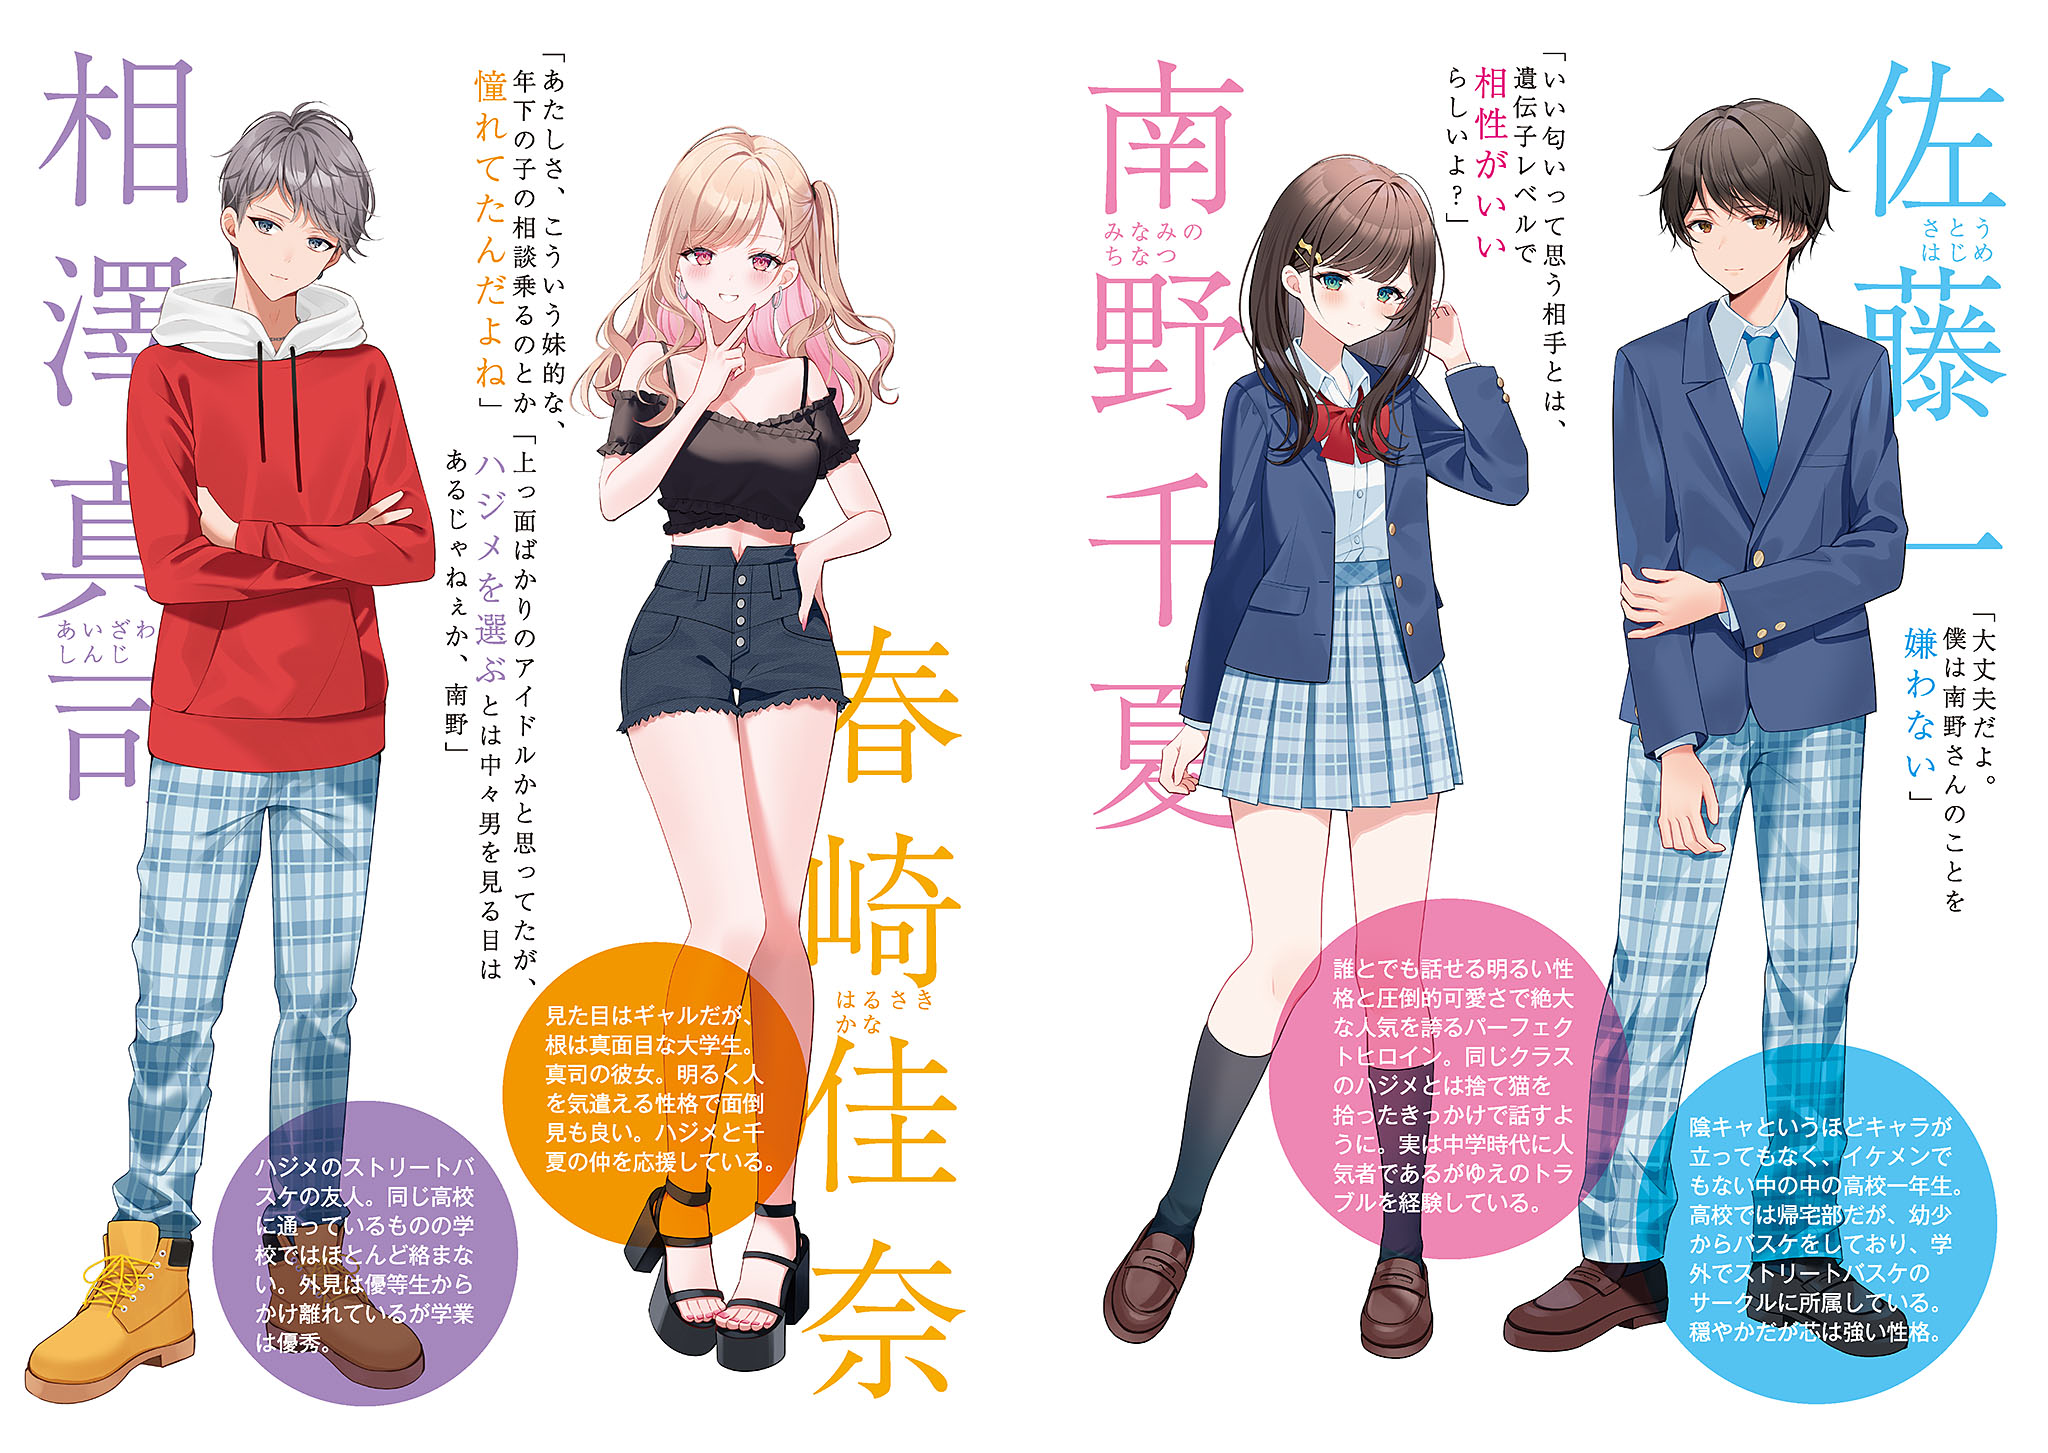 佐藤一
さとう
はじめ
「大丈夫だよ。
僕は南野さんのことを
嫌わない」
陰キャというほどキャラが
立ってもなく、イケメンで
もない中の中の高校一年生。
高校では帰宅部だが、幼少
からバスケをしており、学
外でストリートバスケの
サークルに所属している。
穏やかだが芯は強い性格。
「いい匂いって思う相手とは、
遺伝子レベルで
相性がいい
らしいよ?」
南野千夏
みなみの
ちなつ
誰とでも話せる明るい性
格と圧倒的可愛さで絶大
な人気を誇るパーフェク
トヒロイン。同じクラス
のハジメとは捨て猫を
拾ったきっかけで話すよ
うに。実は中学時代に人
気者であるがゆえのトラ
ブルを経験している。
春崎佳奈
はるさき
かな
「あたしさ、こういう妹的な、
年下の子の相談乗るのとか
憧れてたんだよね」
見た目はギャルだが、
根は真面目な大学生。
真司の彼女。明るく人
を気遣える性格で面倒
見も良い。ハジメと千
夏の仲を応援している。
「上っ面ばかりのアイドルかと思ってたが、
ハジメを選ぶとは中々男を見る目は
あるじゃねぇか、南野」
相澤真司
あいざわ
しんじ
ハジメのストリートバ
スケの友人。同じ高校
に通っているものの学
校ではほとんど絡まな
い。外見は優等生から
かけ離れているが学業
は優秀。